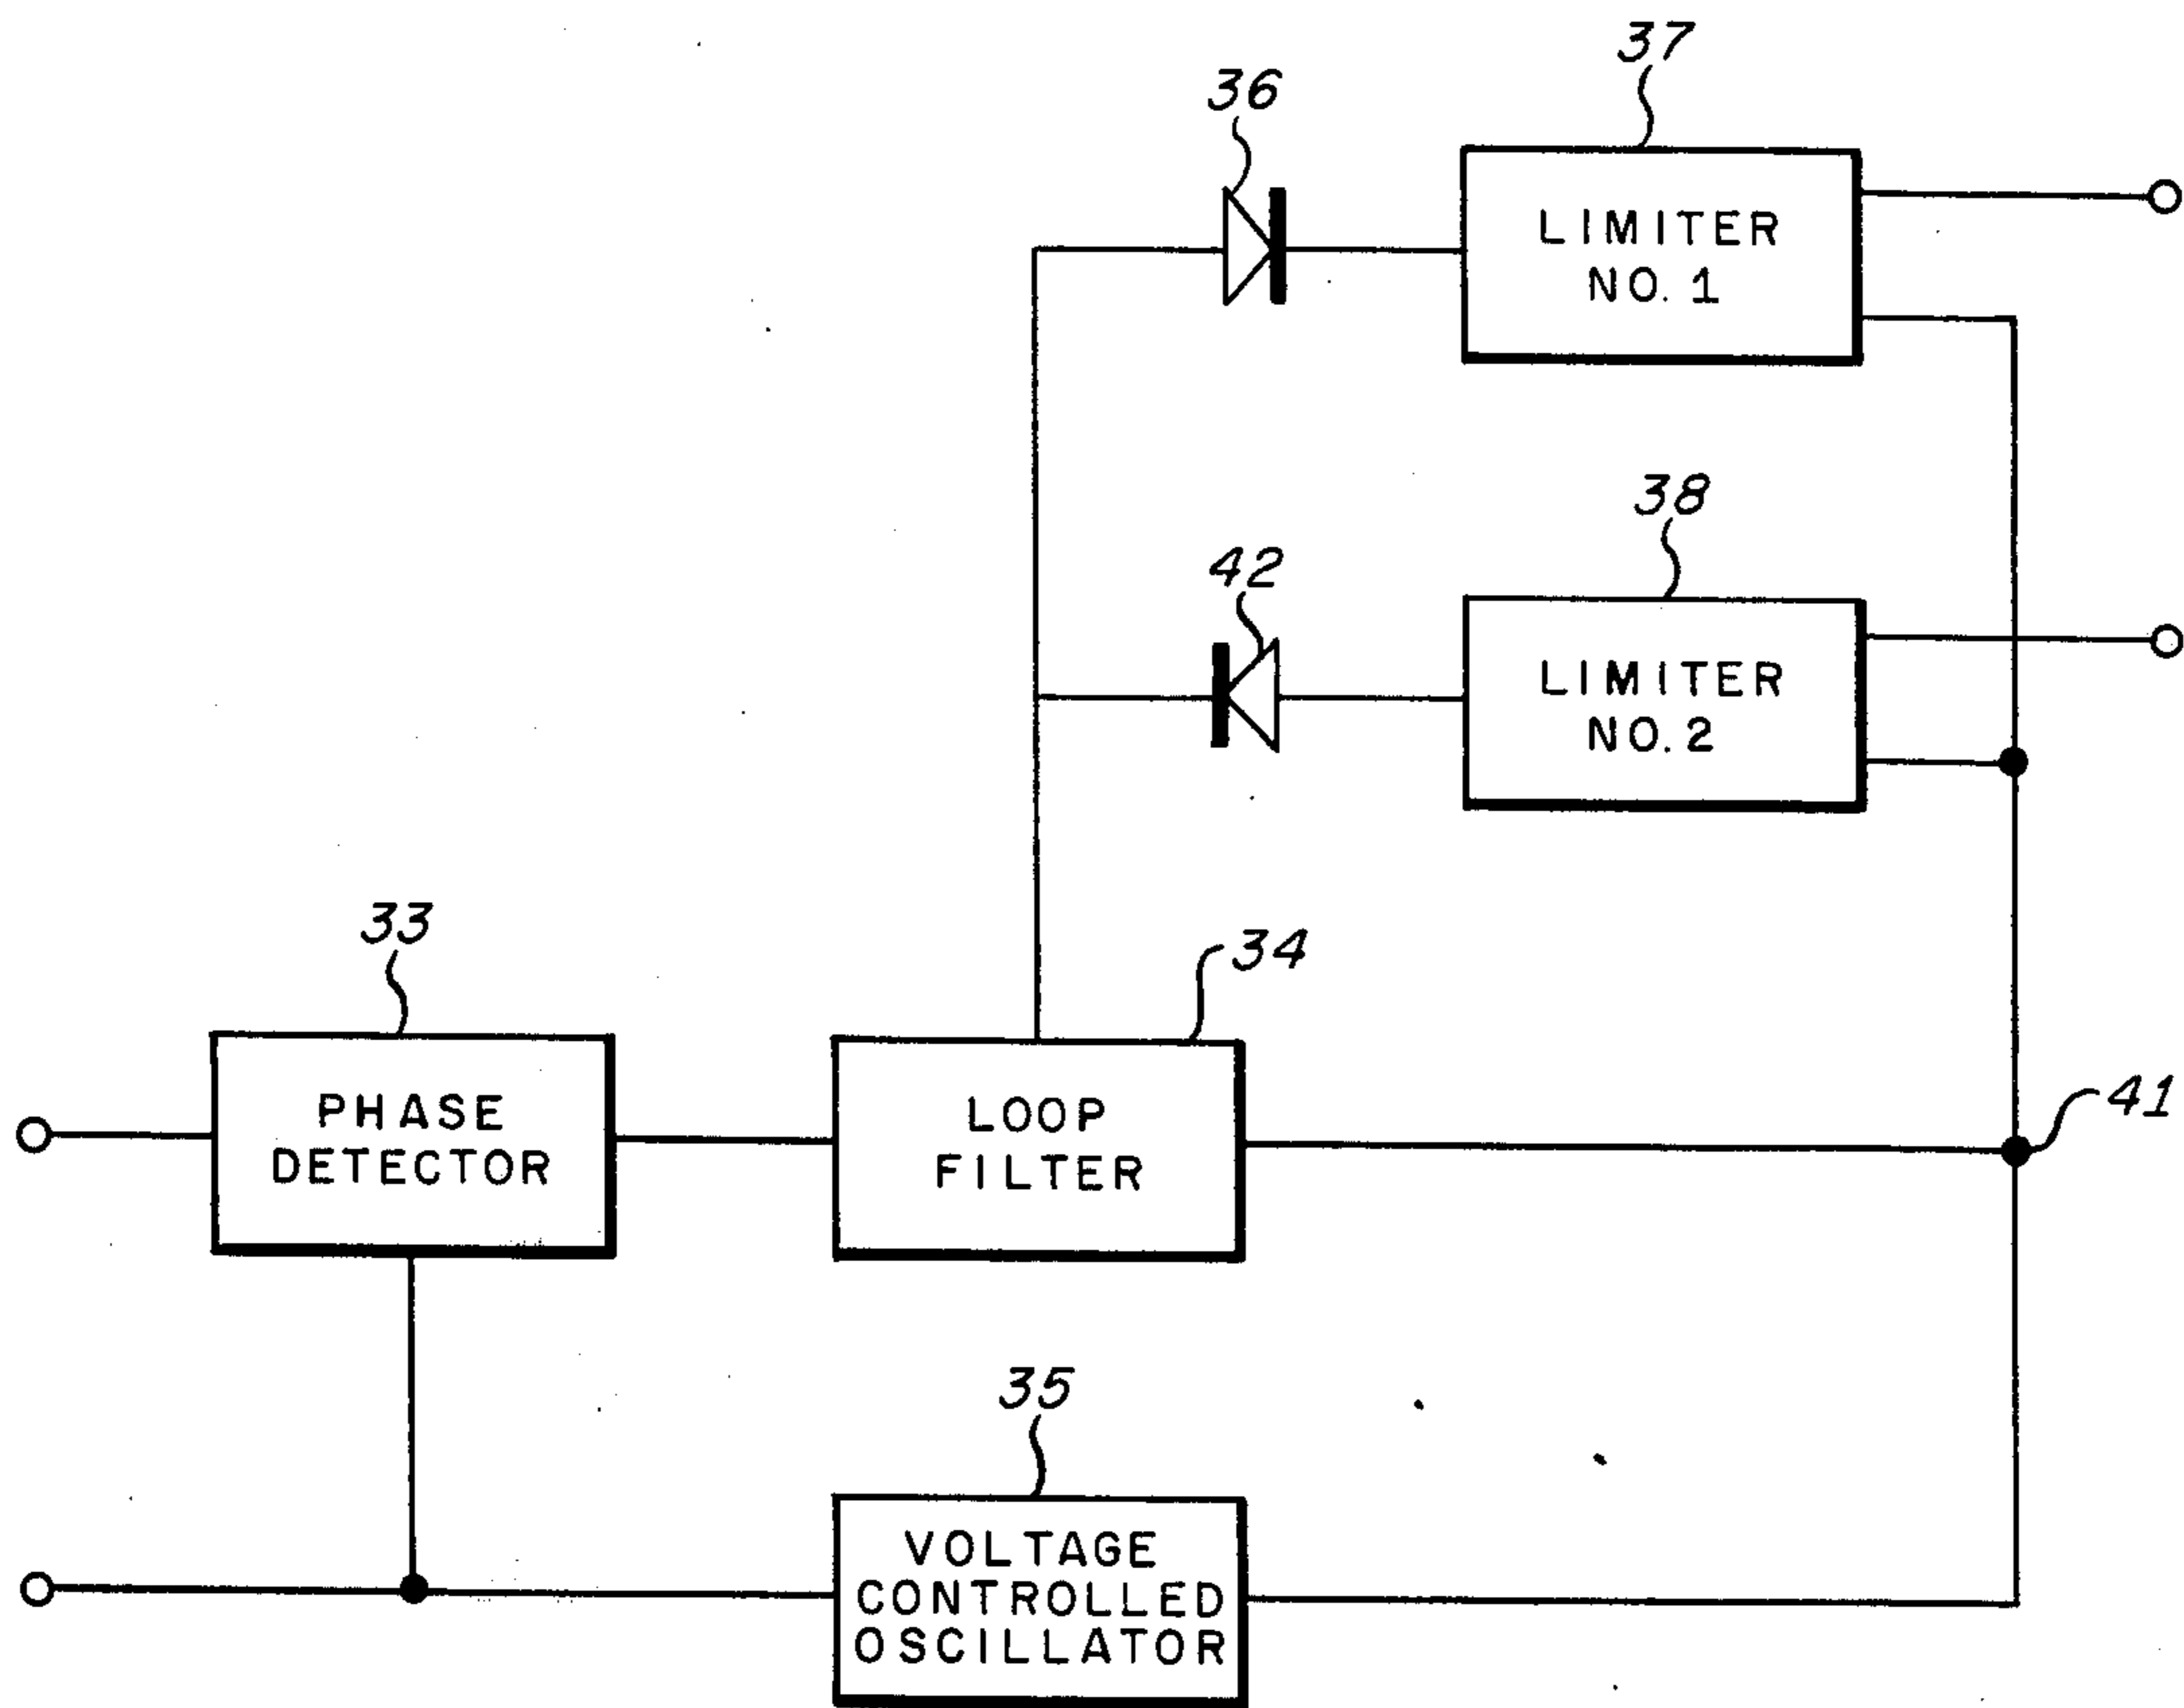 37
36
LIMITER
NO. 1
38
42
LIMITER
NO. 2
33
34
PHASE
DETECTOR
LOOP
FILTER
41
35
VOLTAGE
CONTROLLED
OSCILLATOR